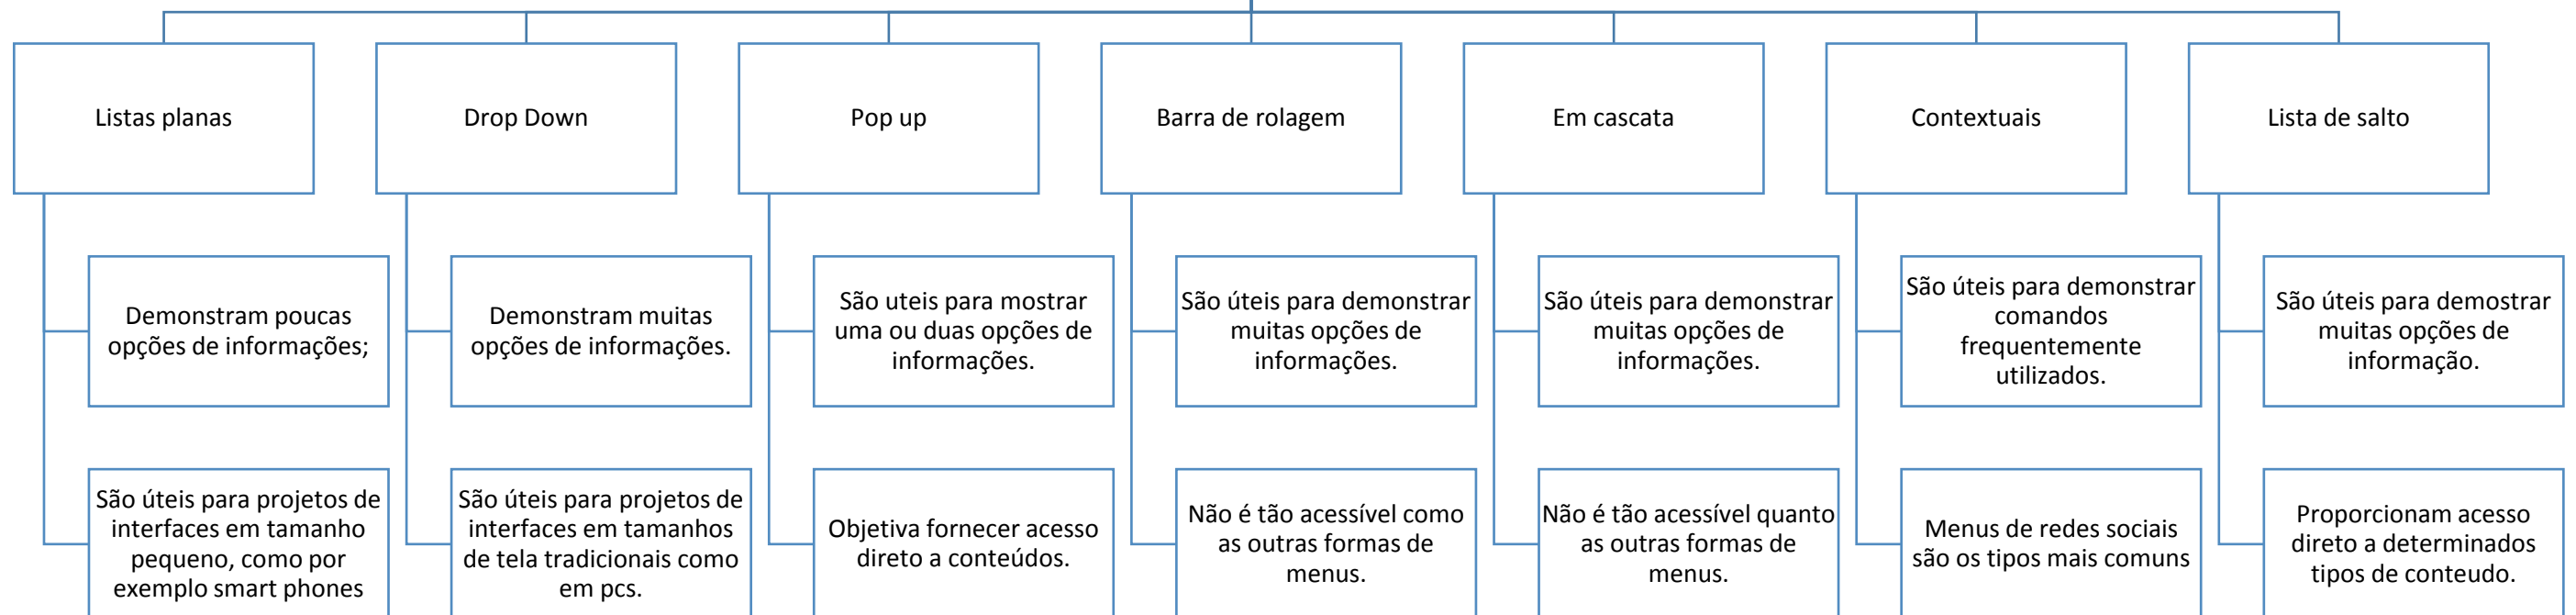 Listas planas
Drop Down
Pop up
Barra de rolagem
Em cascata
Contextuais
Lista de salto
Demonstram poucas
opções de informações;
Demonstram muitas
opções de informações.
São uteis para mostrar
uma ou duas opções de
informações.
São úteis para demonstrar
muitas opções de
informações.
São úteis para demonstrar
muitas opções de
informações.
São úteis para demonstrar
comandos
frequentemente
utilizados.
São úteis para demostrar
muitas opções de
informação.
São úteis para projetos de
interfaces em tamanho
pequeno, como por
exemplo smart phones
São úteis para projetos de
interfaces em tamanhos
de tela tradicionais como
em pcs.
Objetiva fornecer acesso
direto a conteúdos.
Não é tão acessível como
as outras formas de
menus.
Não é tão acessível quanto
as outras formas de
menus.
Menus de redes sociais
são os tipos mais comuns
Proporcionam acesso
direto a determinados
tipos de conteudo.